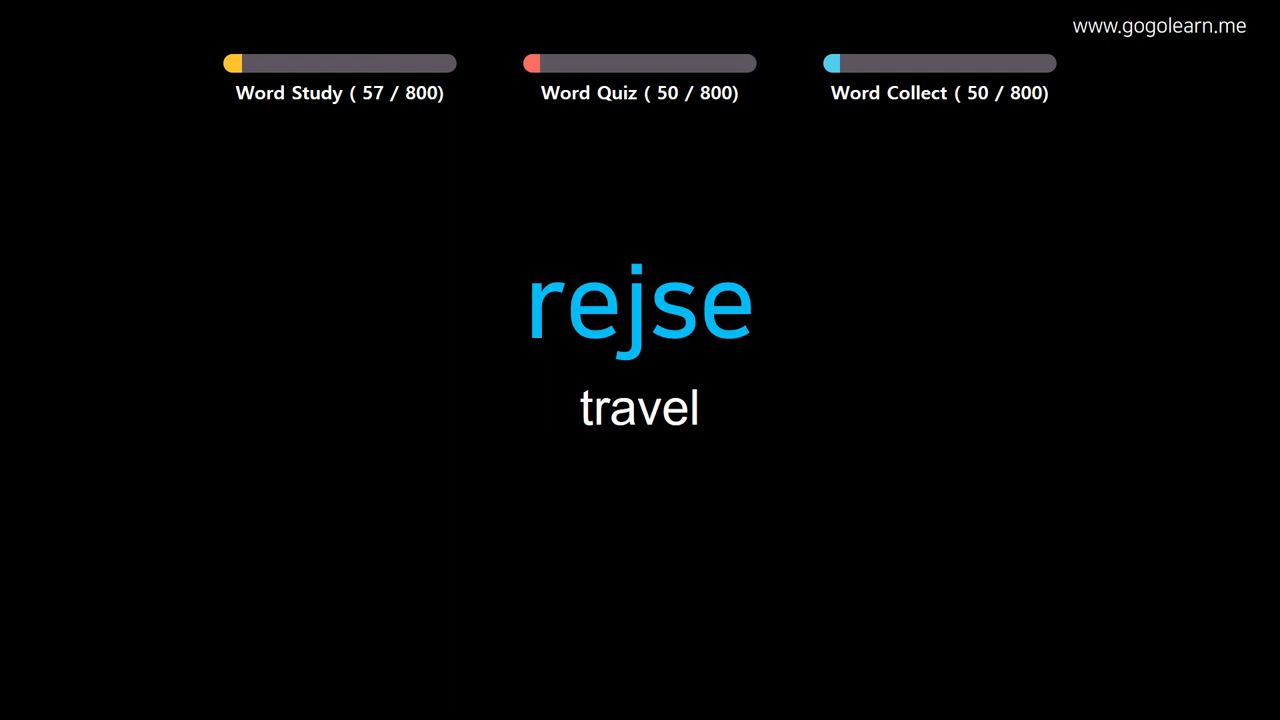 www.gogolearn.me
Word Study ( 57 / 800)
Word Quiz ( 50 / 800)
Word Collect ( 50 / 800)
rejse
travel